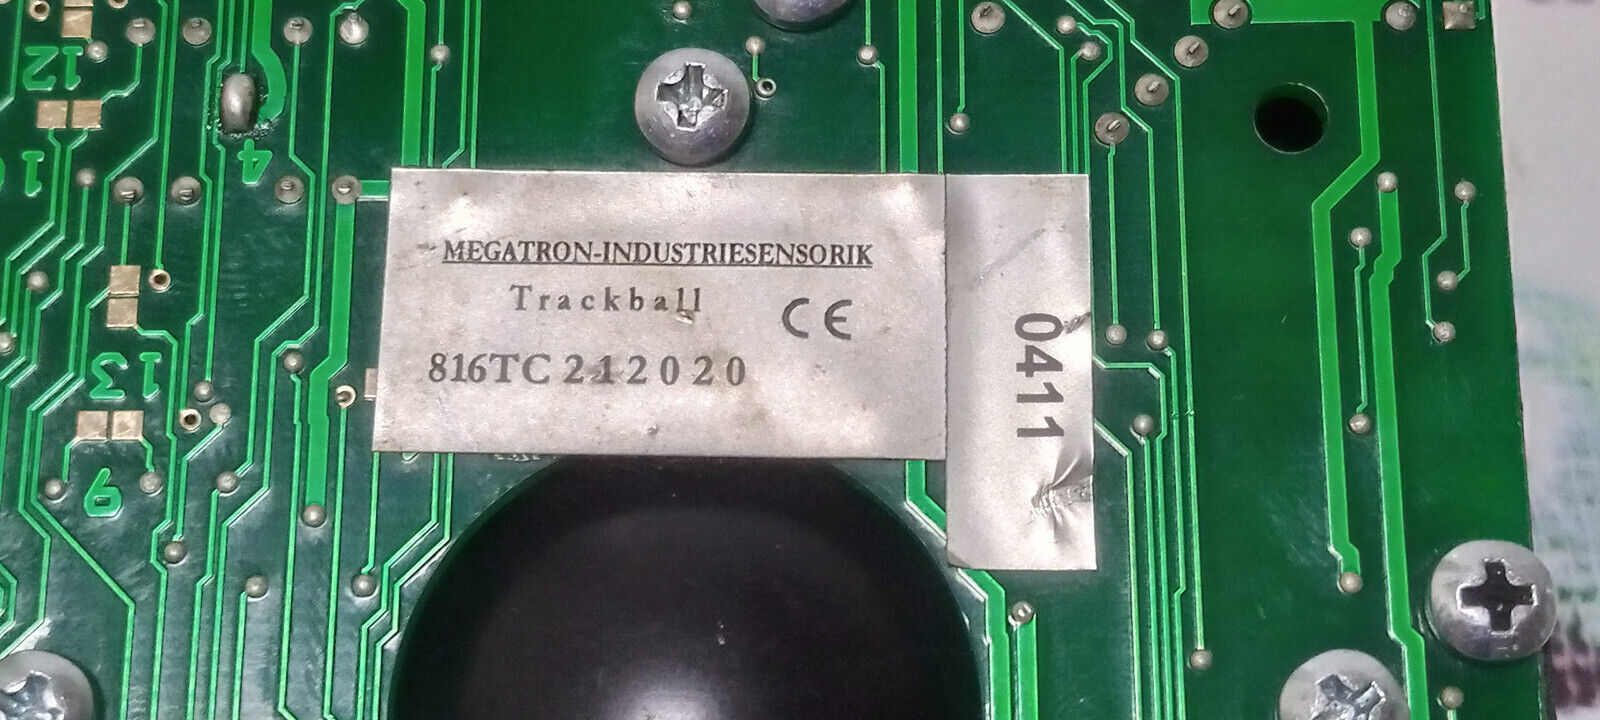 MEGATRON-INDUSTRIESENSORIK
Trackball
CE
816TC 212020
0411
12
4
13
9